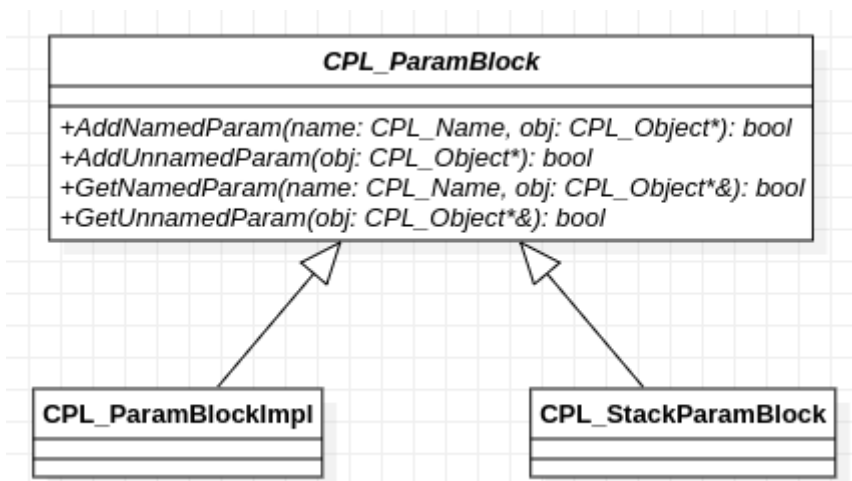 CPL_ParamBlock
+AddNamedParam(name: CPL_Name, obj: CPL_Object*): bool
+AddUnnamedParam(obj: CPL_Object*): bool
+GetNamedParam(name: CPL_Name, obj: CPL_Object*&): bool
+GetUnnamedParam(obj: CPL_Object*&): bool
CPL_ParamBlockImpl
CPL_StackParamBlock